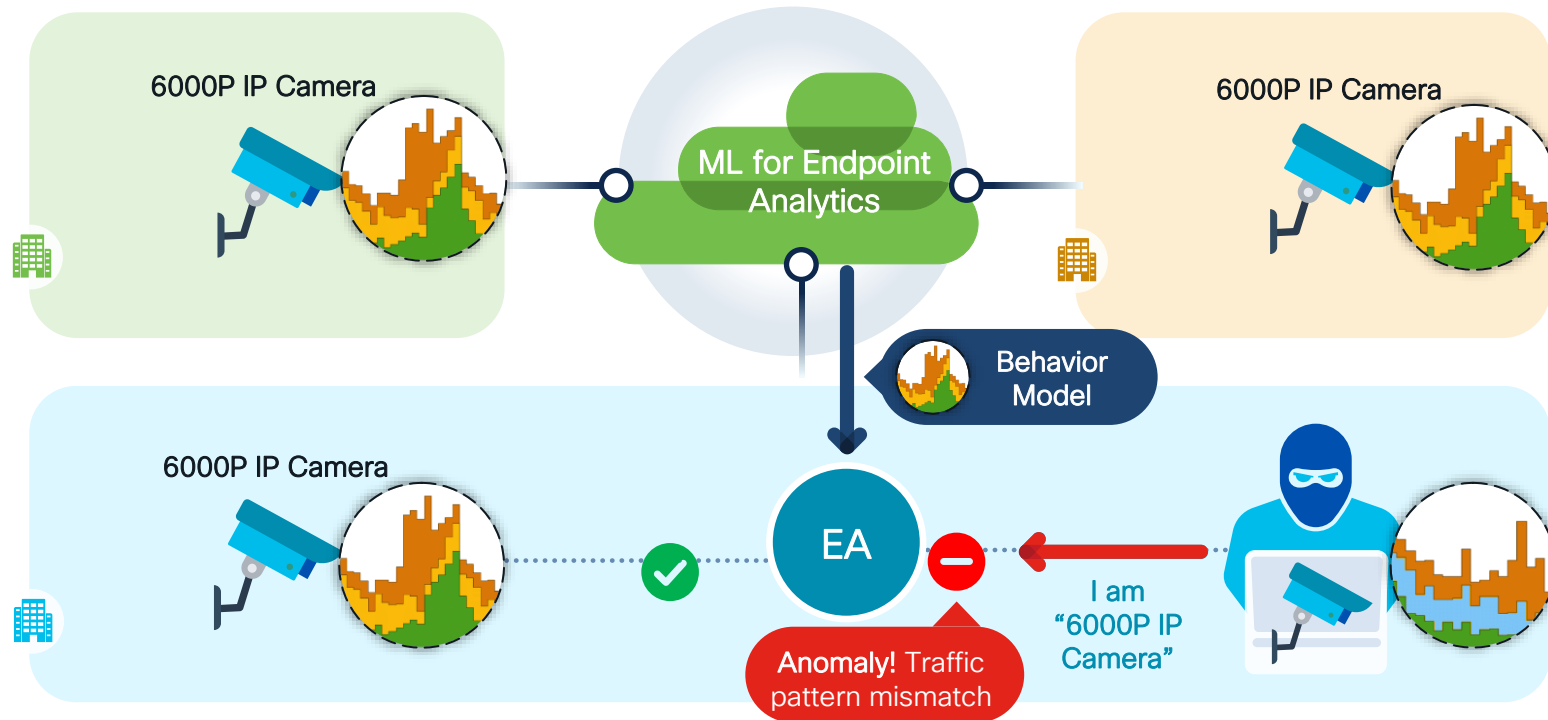 6000P IP Camera
ML for Endpoint
Analytics
6000P IP Camera
Behavior
Model
6000P IP Camera
EA
I am
“6000P IP
Camera”
Anomaly! Traffic
pattern mismatch